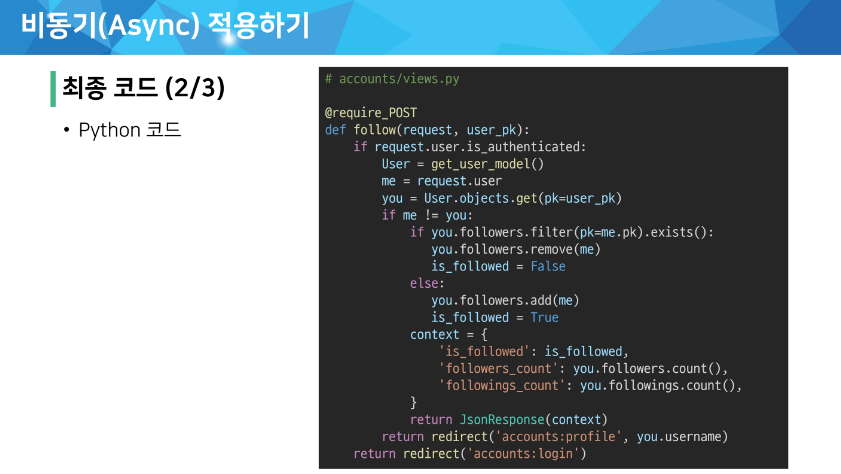 비동기(Async) 적용하기
최종 코드 (2/3)
• Python 코드
# accounts/views.py

@require_POST
def follow(request, user_pk):
    if request.user.is_authenticated:
        User = get_user_model()
        me = request.user
        you = User.objects.get(pk=user_pk)
        if me != you:
            if you.followers.filter(pk=me.pk).exists():
               you.followers.remove(me)
               is_followed = False
            else:
               you.followers.add(me)
               is_followed = True
            context = {
                'is_followed': is_followed,
                'followers_count': you.followers.count(),
                'followings_count': you.followings.count(),
            }
            return JsonResponse(context)
        return redirect('accounts:profile', you.username)
    return redirect('accounts:login')